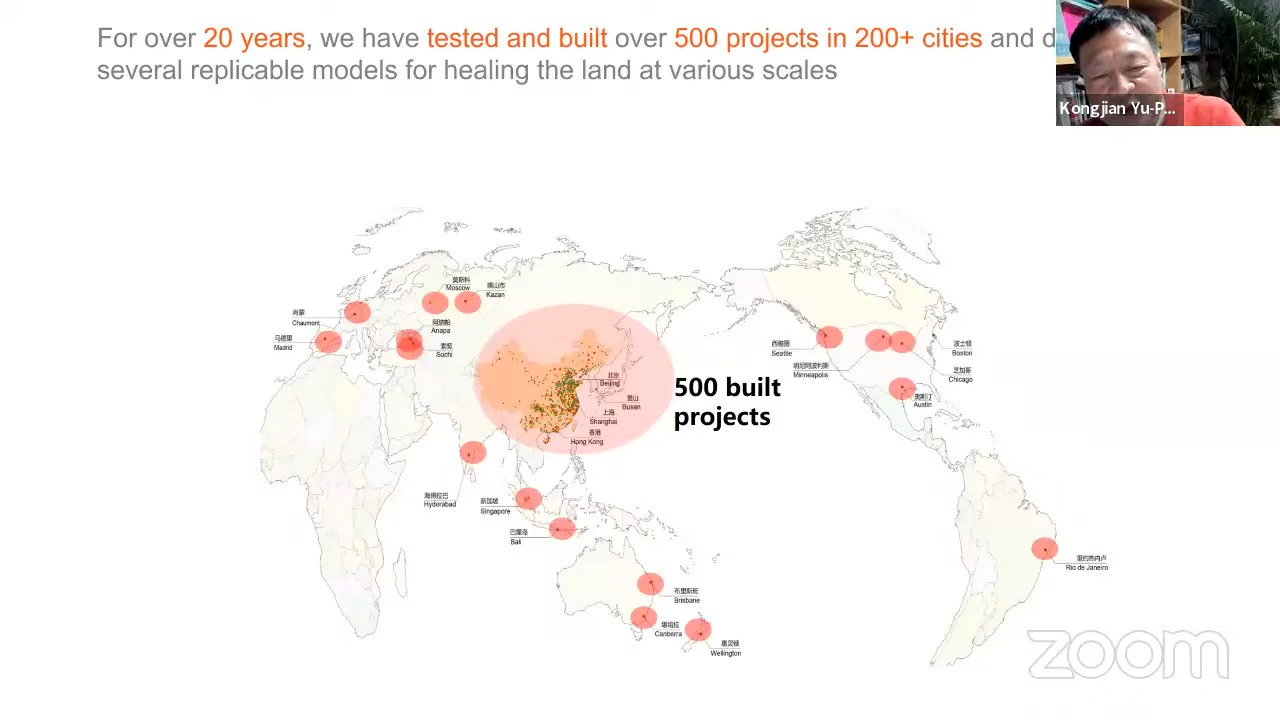 For over 20 years, we have tested and built over 500 projects in 200+ cities and d
several replicable models for healing the land at various scales
Kongjian Yu-P...
莫斯科
Moscow
喀山市
Kazan
肖蒙
Chaumont
阿纳帕
Anapa
马德里
Madrid
索契
Sochi
北京
Beijing
釜山
Busan
上海
Shanghai
香港
Hong Kong
500 built
projects
西雅图
Seattle
明尼阿波利斯
Minneapolis
波士顿
Boston
芝加哥
Chicago
奥斯汀
Austin
海得拉巴
Hyderabad
新加坡
Singapore
巴厘岛
Bali
布里斯班
Brisbane
堪培拉
Canberra
惠灵顿
Wellington
里约热内卢
Rio de Janeiro
zoom